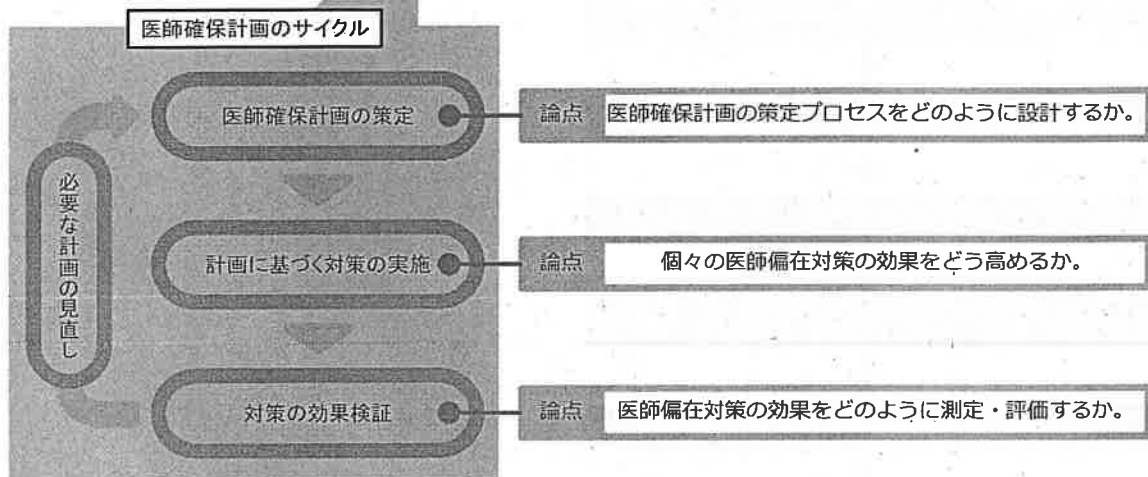 医師確保計画のサイクル
医師確保計画の策定
論点 医師確保計画の策定プロセスをどのように設計するか。
必要な計画の見直し
計画に基づく対策の実施
論点 個々の医師偏在対策の効果をどう高めるか。
対策の効果検証
論点 医師偏在対策の効果をどのように測定・評価するか。